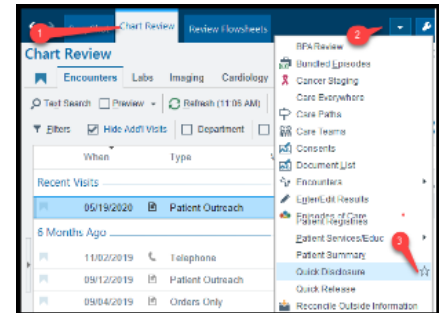 1
Chart Review
Review Flowsheets
2
Chart Review
Encounters Labs Imaging Cardiology
Text Search Preview Refresh (11:06 AM)
Filters Hide Add'l Visits Department
When Type
Recent Visits
05/19/2020 Patient Outreach
6 Months Ago
11/02/2019 Telephone
09/12/2019 Patient Outreach
09/04/2019 Orders Only
BPA Review
Bundled Episodes
Cancer Staging
Care Everywhere
Care Paths
Care Teams
Consents
Document List
Encounters
Enter/Edit Results
Episodes of Care
Patient Registries
Patient Services/Educ
3
Patient Summary
Quick Disclosure
Quick Release
Reconcile Outside Information